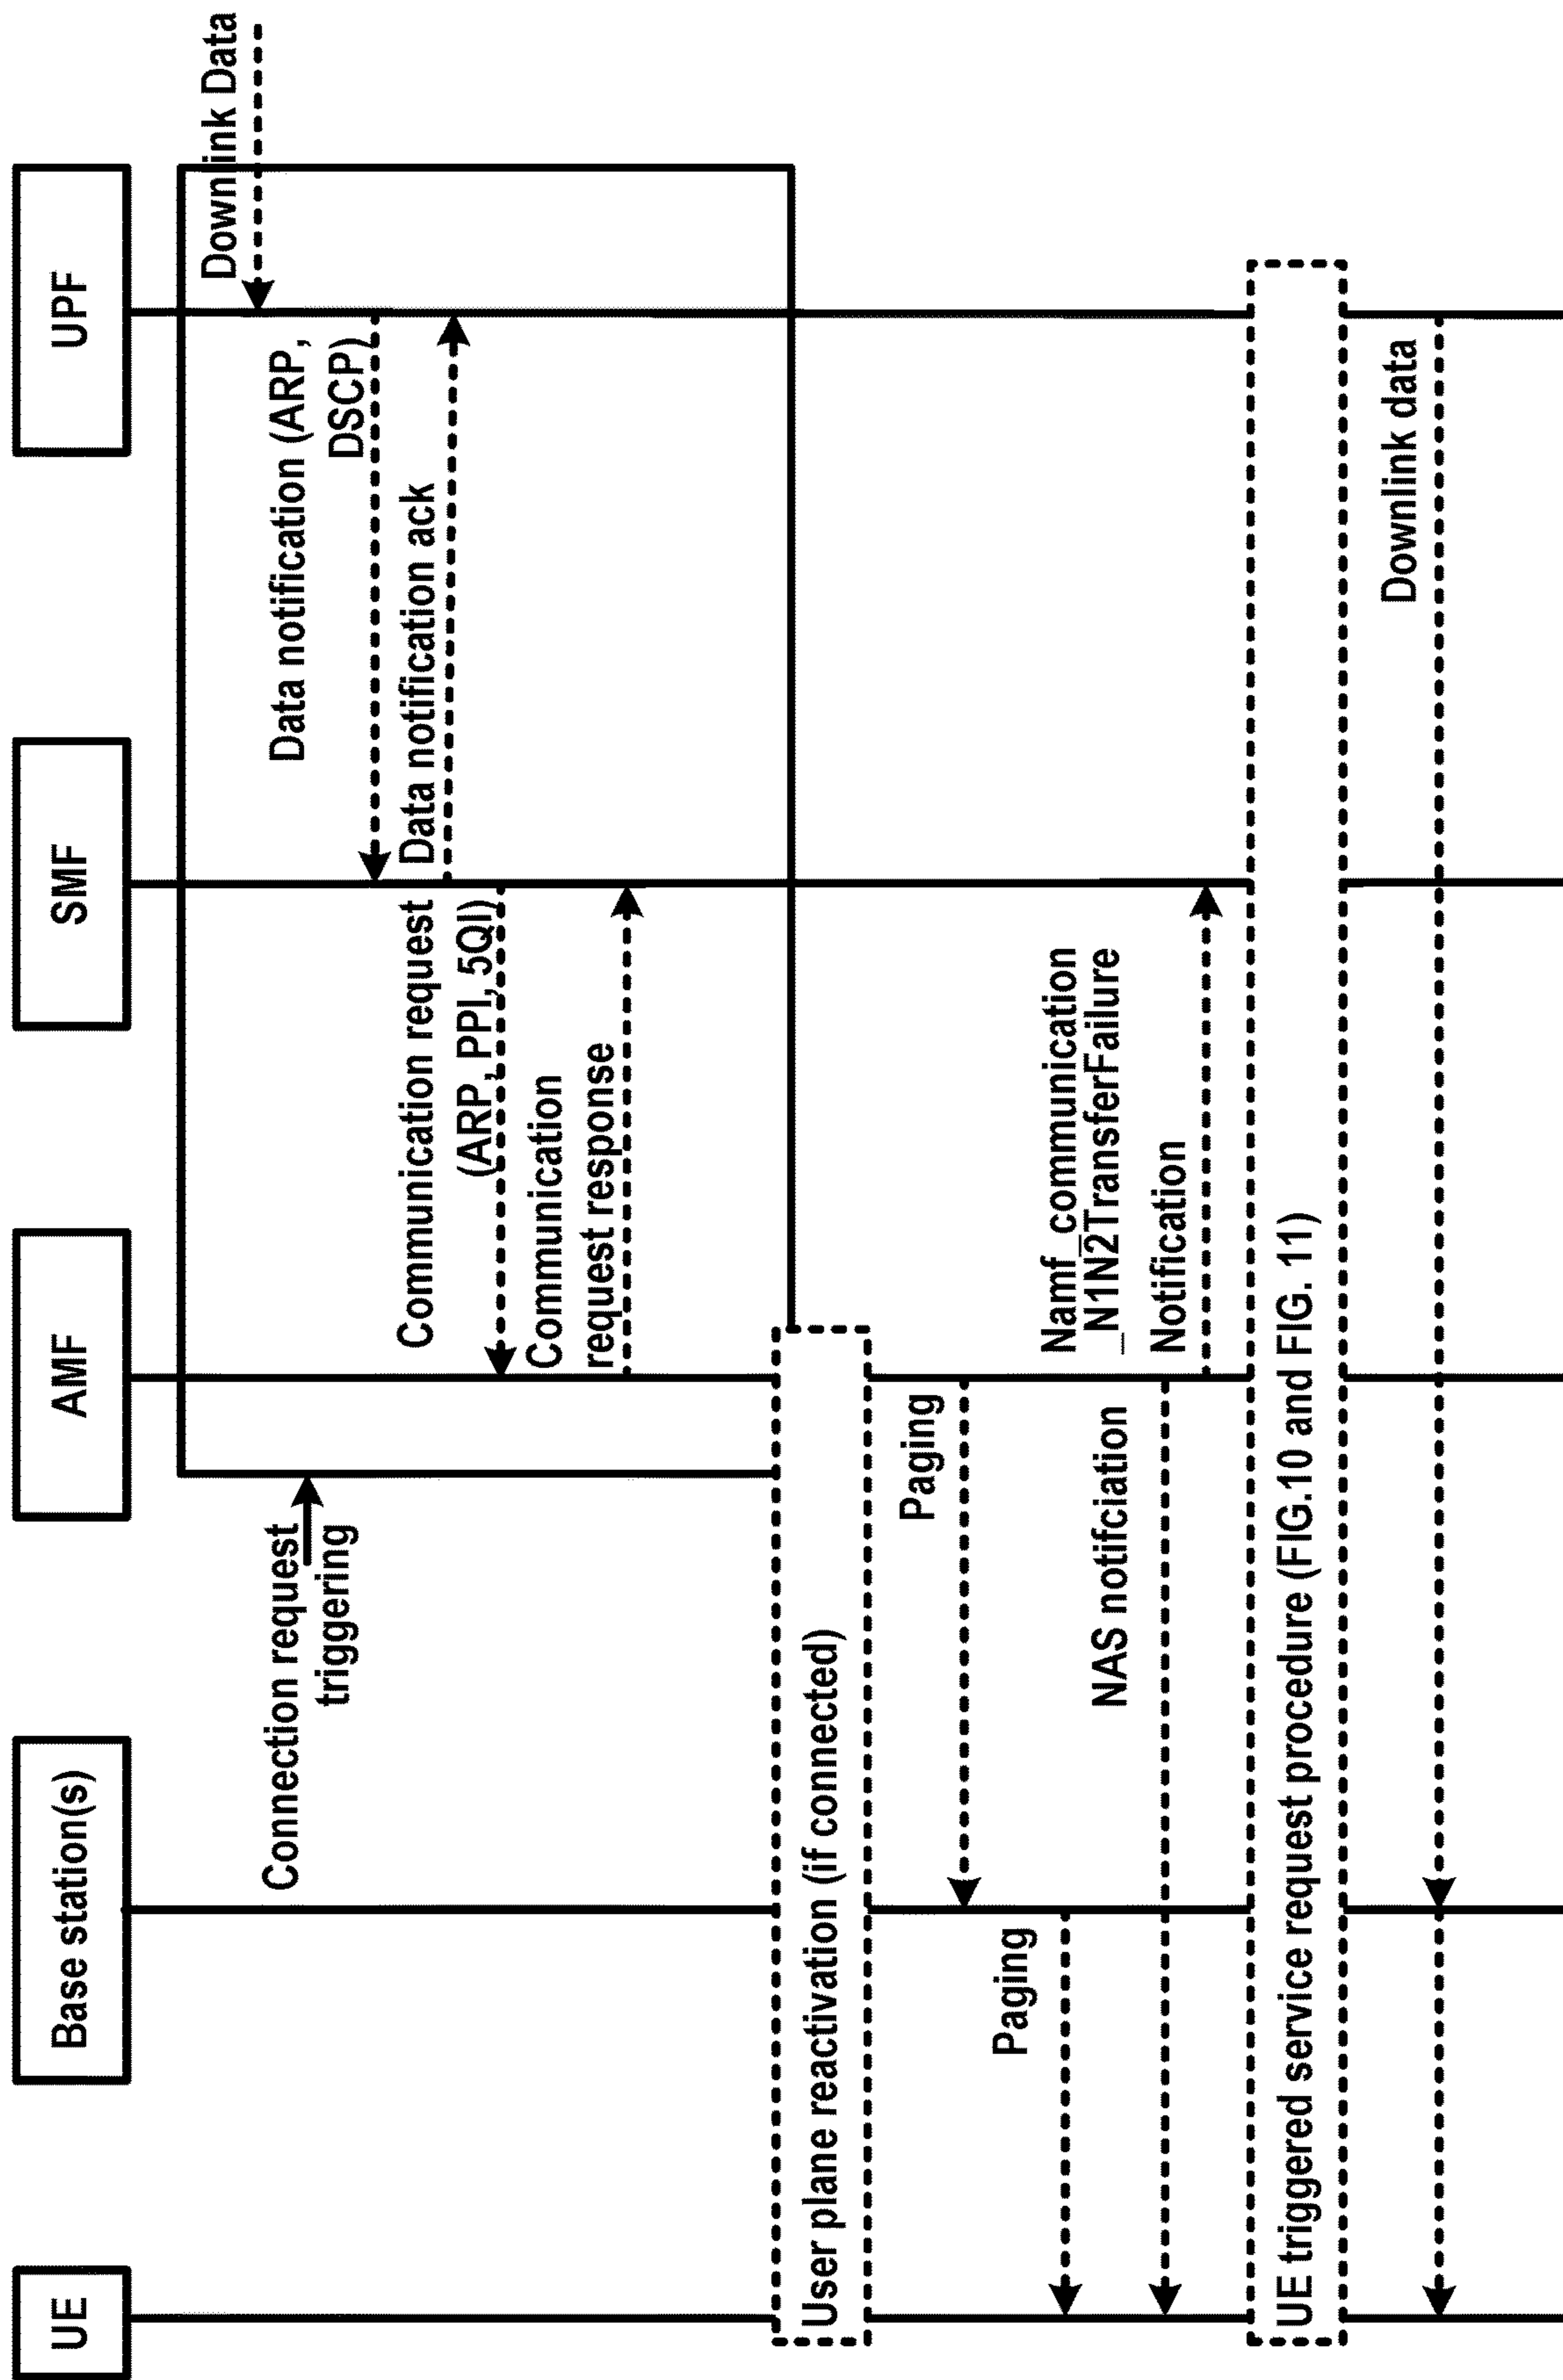 UE
Base station(s)
AMF
SMF
UPF
Downlink Data
Connection request
triggering
Data notification (ARP,
DSCP)
Data notification ack
Communication request
(ARP, PPI, 5QI)
Communication
request response
User plane reactivation (if connected)
Paging
Paging
NAS notifciation
Namf_communication
_N1N2TransferFailure
Notification
UE triggered service request procedure (FIG.10 and FIG. 11)
Downlink data